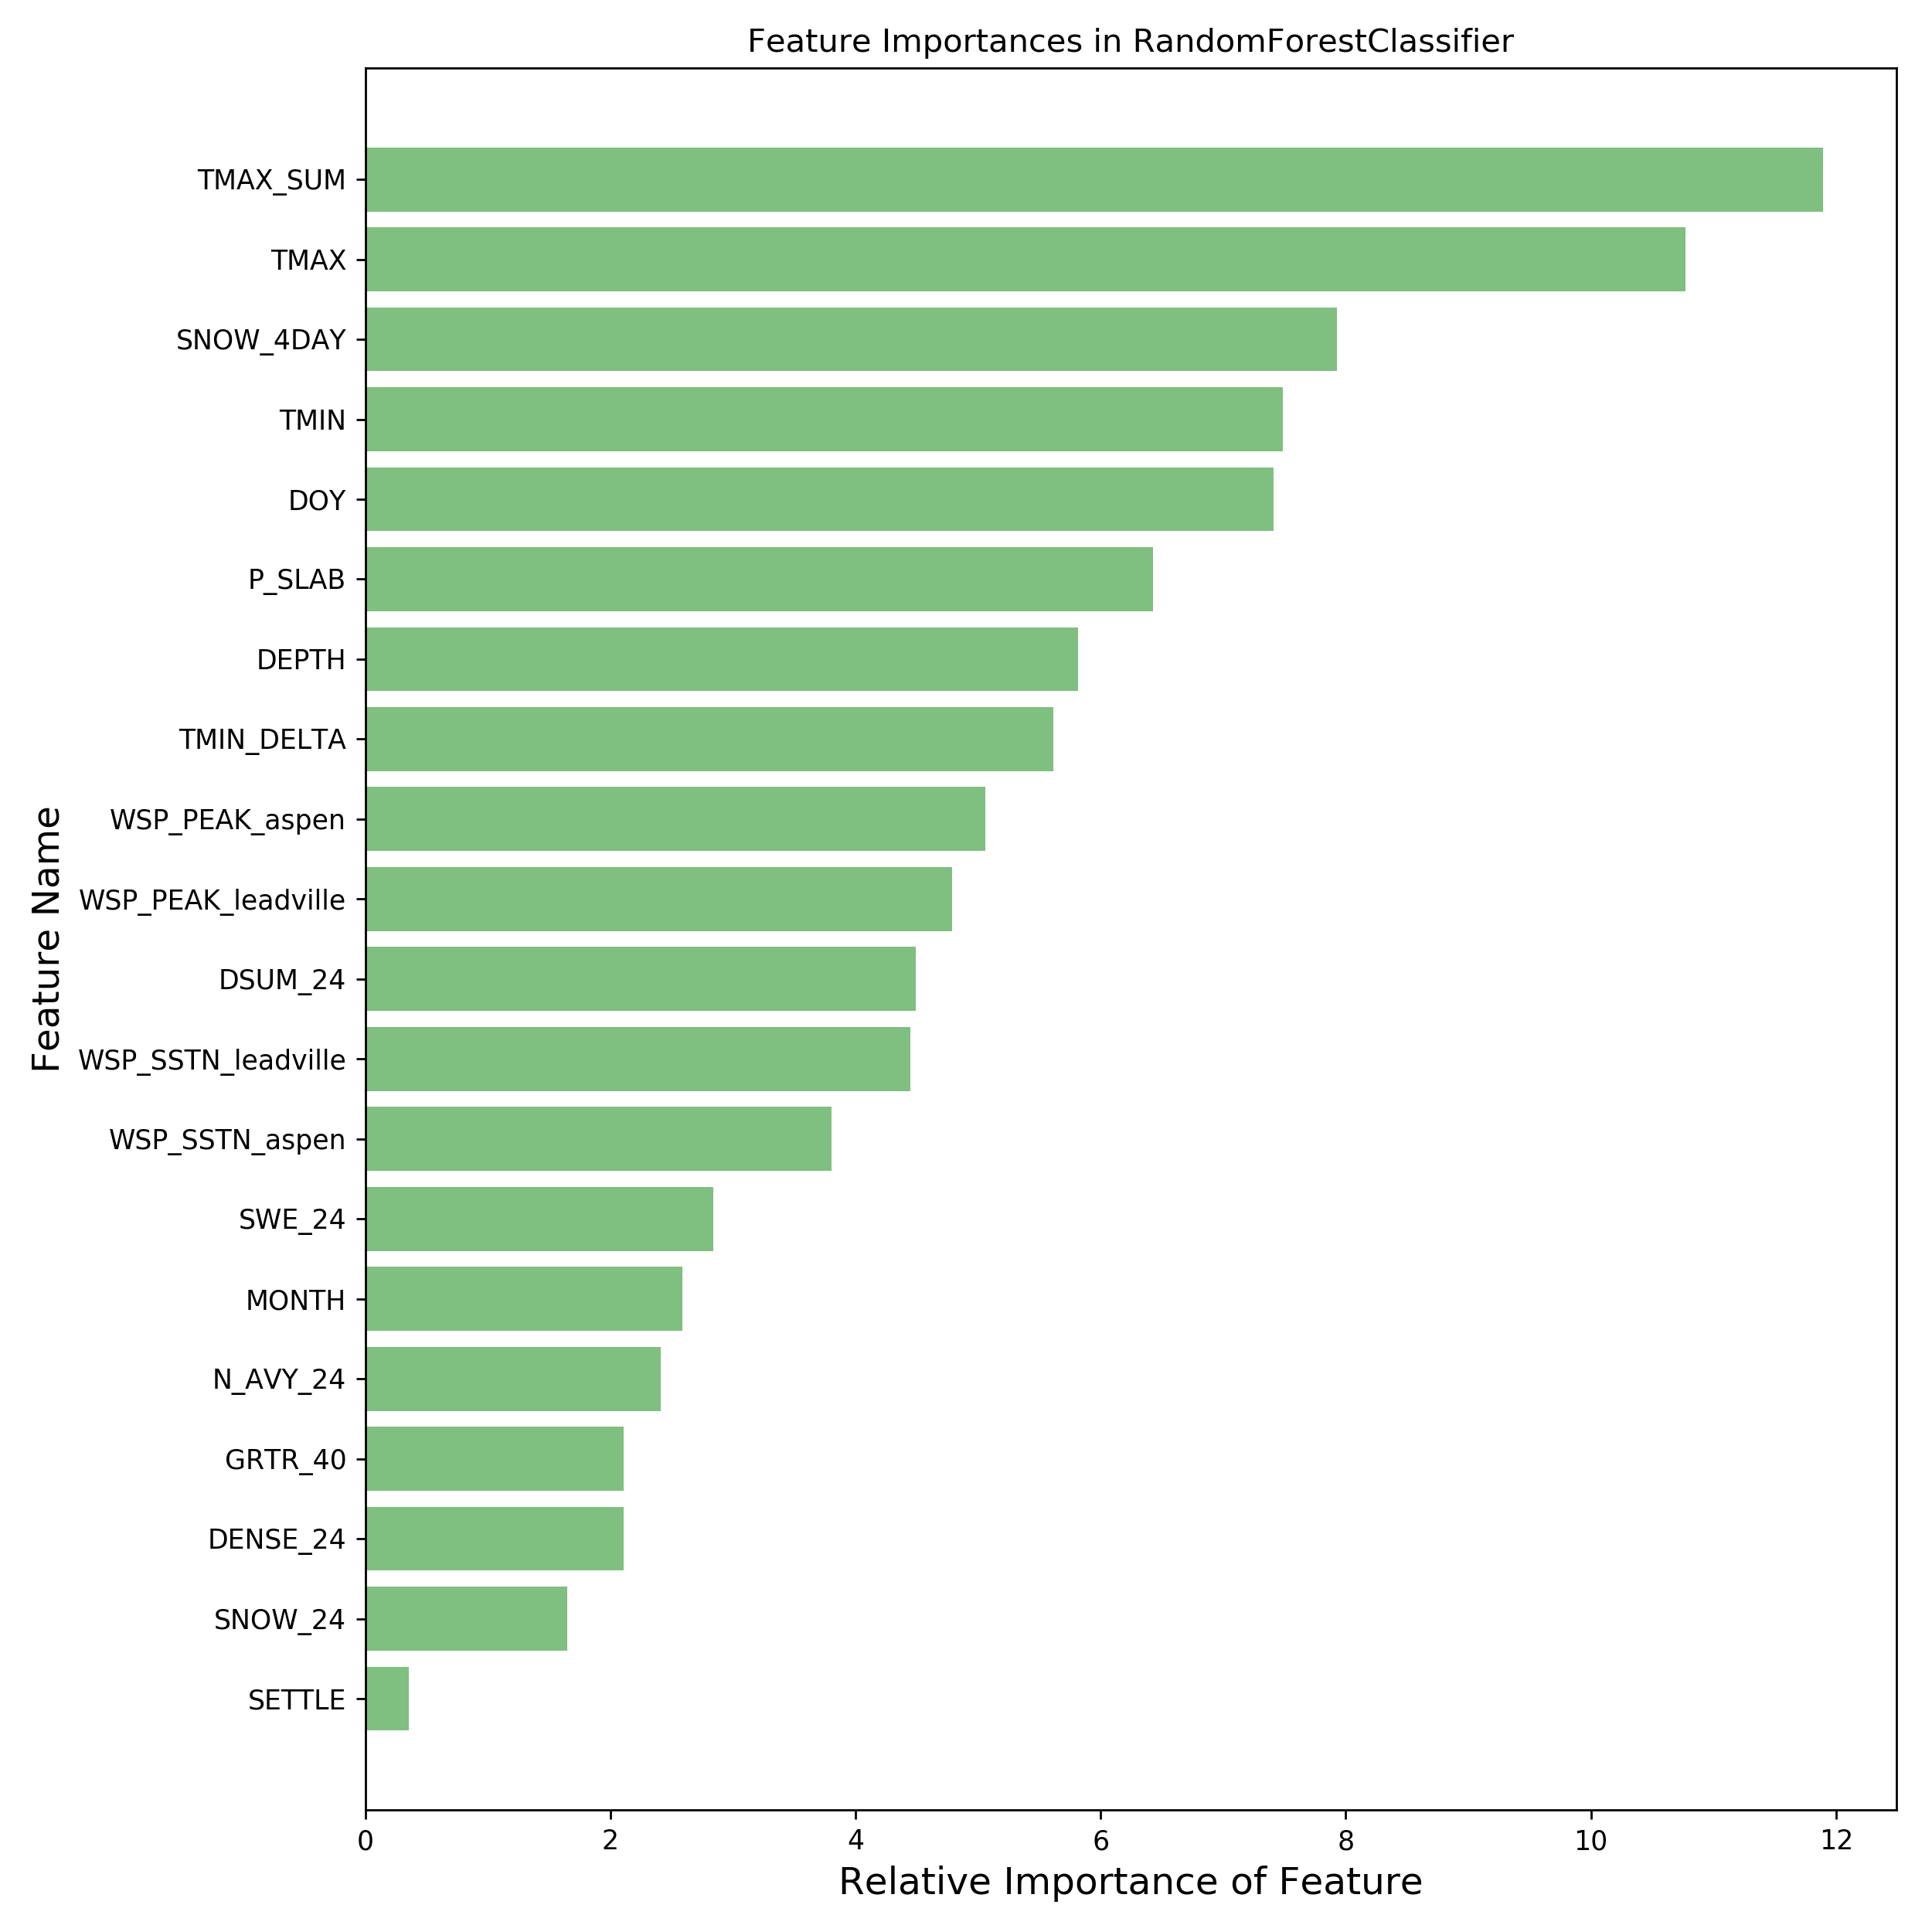 Feature Importances in RandomForestClassifier
Feature Name
TMAX_SUM
TMAX
SNOW_4DAY
TMIN
DOY
P_SLAB
DEPTH
TMIN_DELTA
WSP_PEAK_aspen
WSP_PEAK_leadville
DSUM_24
WSP_SSTN_leadville
WSP_SSTN_aspen
SWE_24
MONTH
N_AVY_24
GRTR_40
DENSE_24
SNOW_24
SETTLE
0 2 4 6 8 10 12
Relative Importance of Feature